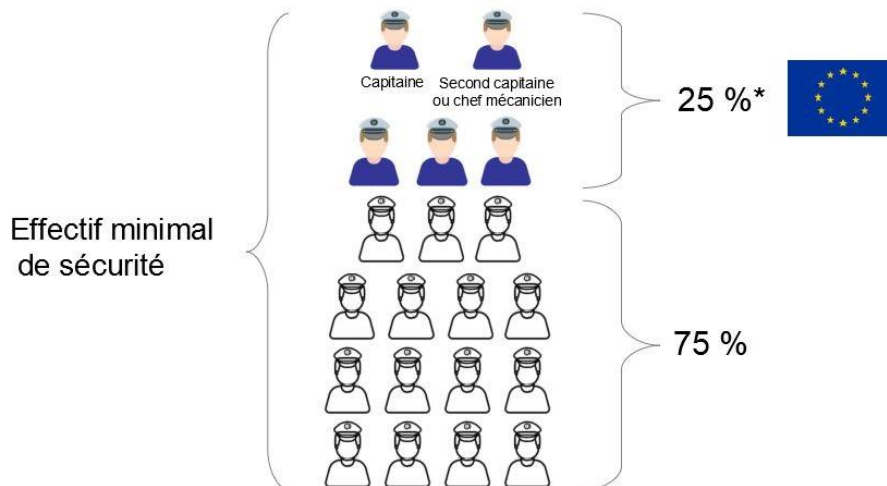 Capitaine
Second capitaine
ou chef mécanicien
25 %*
Effectif minimal
de sécurité
75 %